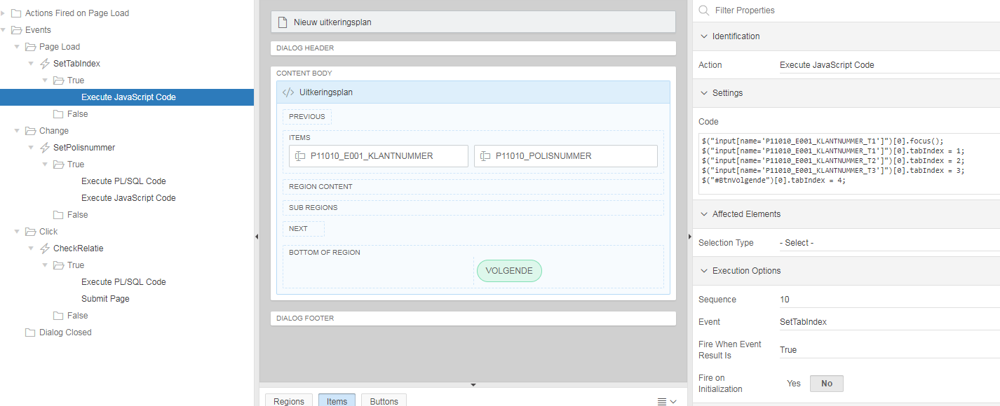 Actions Fired on Page Load
Events
Page Load
SetTabIndex
True
Execute JavaScript Code
False
Change
SetPolisnummer
True
Execute PL/SQL Code
Execute JavaScript Code
False
Click
CheckRelatie
True
Execute PL/SQL Code
Submit Page
False
Dialog Closed
Nieuw uitkeringsplan
DIALOG HEADER
CONTENT BODY
</> Uitkeringsplan
PREVIOUS
ITEMS
P11010_E001_KLANTNUMMER P11010_POLISNUMMER
REGION CONTENT
SUB REGIONS
NEXT
BOTTOM OF REGION
VOLGENDE
DIALOG FOOTER
Regions Items Buttons
Filter Properties
Identification
Action Execute JavaScript Code
Settings
Code
$("input[name='P11010_E001_KLANTNUMMER_T1']")[0].focus();
$("input[name='P11010_E001_KLANTNUMMER_T1']")[0].tabIndex = 1;
$("input[name='P11010_E001_KLANTNUMMER_T2']")[0].tabIndex = 2;
$("input[name='P11010_E001_KLANTNUMMER_T3']")[0].tabIndex = 3;
$("#BtnVolgende")[0].tabIndex = 4;
Affected Elements
Selection Type - Select -
Execution Options
Sequence 10
Event SetTabIndex
Fire When Event
Result Is True
Fire on
Initialization Yes No